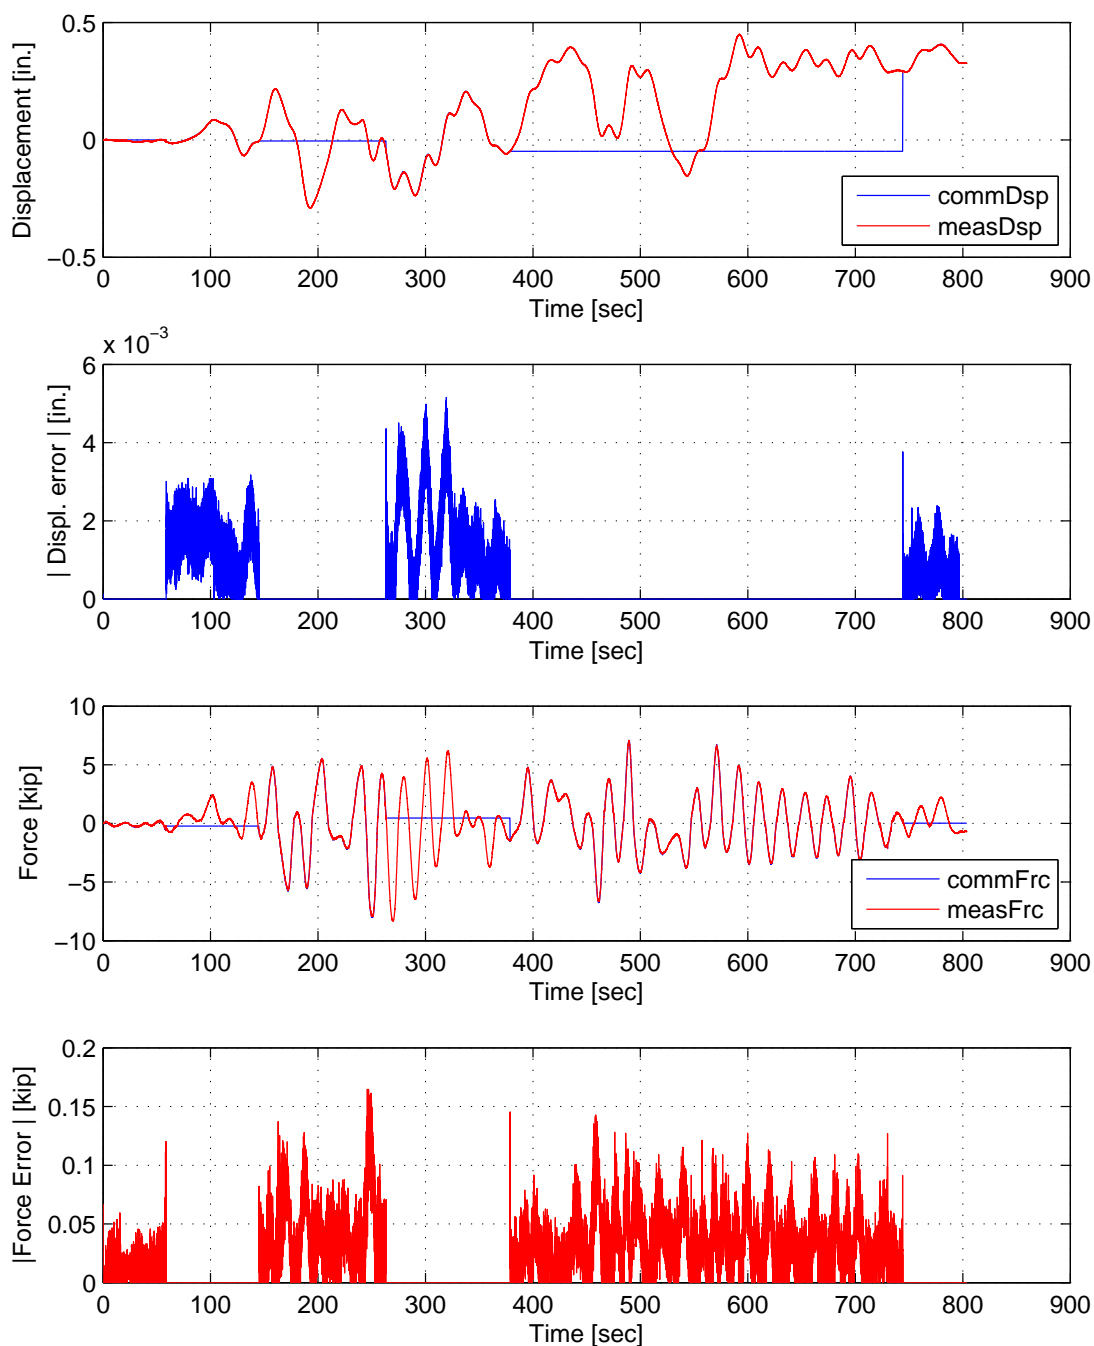 0.5
0
−0.5
Displacement [in.]
0 100 200 300 400 500 600 700 800 900
Time [sec]
commDsp
measDsp
x 10−3
6
4
2
0
| Displ. error | [in.]
0 100 200 300 400 500 600 700 800 900
Time [sec]
10
5
0
−5
−10
Force [kip]
0 100 200 300 400 500 600 700 800 900
Time [sec]
commFrc
measFrc
0.2
0.15
0.1
0.05
0
|Force Error | [kip]
0 100 200 300 400 500 600 700 800 900
Time [sec]